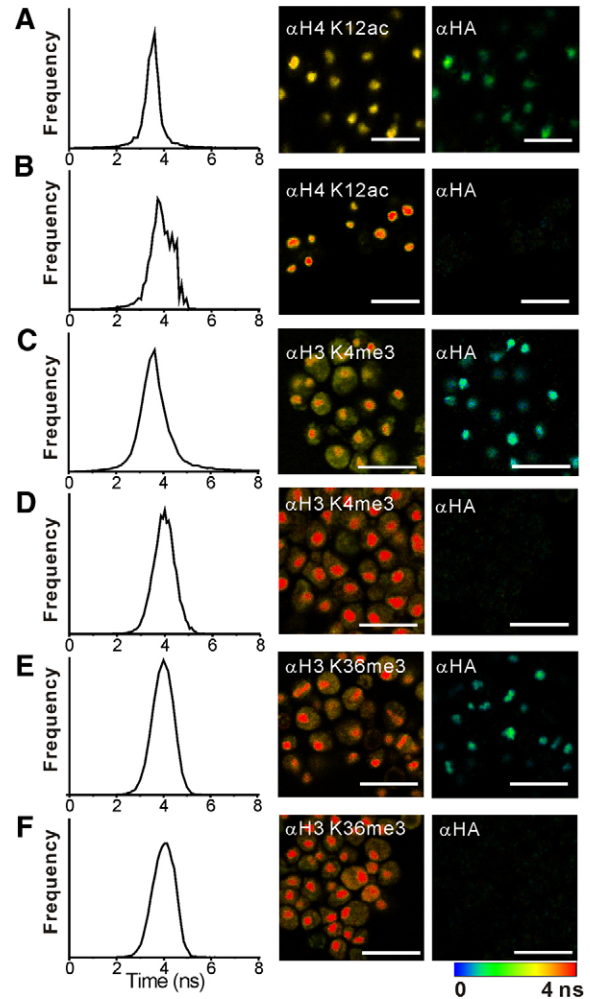 A
Frequency
0 2 4 6 8
αH4 K12ac
αHA
B
Frequency
0 2 4 6 8
αH4 K12ac
αHA
C
Frequency
0 2 4 6 8
αH3 K4me3
αHA
D
Frequency
0 2 4 6 8
αH3 K4me3
αHA
E
Frequency
0 2 4 6 8
αH3 K36me3
αHA
F
Frequency
0 2 4 6 8
Time (ns)
αH3 K36me3
αHA
0 4 ns